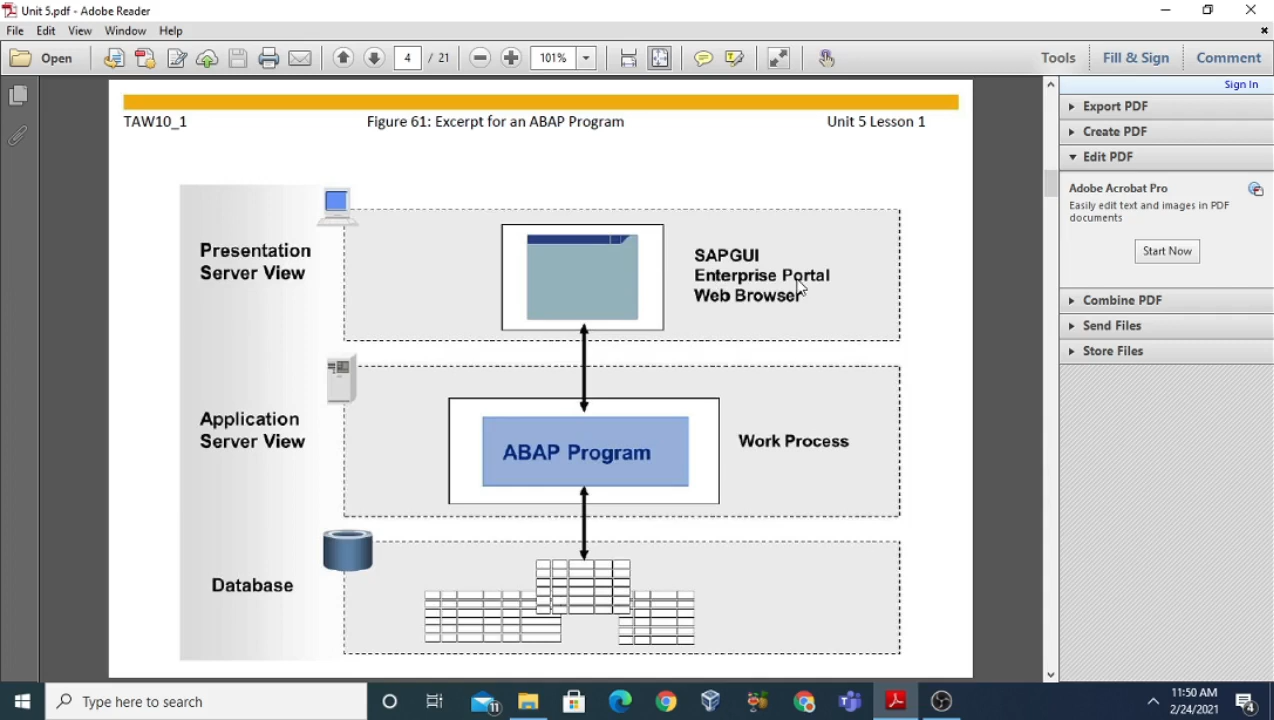 Unit 5.pdf - Adobe Reader
File Edit View Window Help
Open 4 / 21 101% Tools Fill & Sign Comment
Sign In
TAW10_1 Figure 61: Excerpt for an ABAP Program Unit 5 Lesson 1
Presentation
Server View
SAPGUI
Enterprise Portal
Web Browser
Application
Server View
ABAP Program
Work Process
Database
Export PDF
Create PDF
Edit PDF
Adobe Acrobat Pro
Easily edit text and images in PDF
documents
Start Now
Combine PDF
Send Files
Store Files
Type here to search
11
11:50 AM
2/24/2021
4